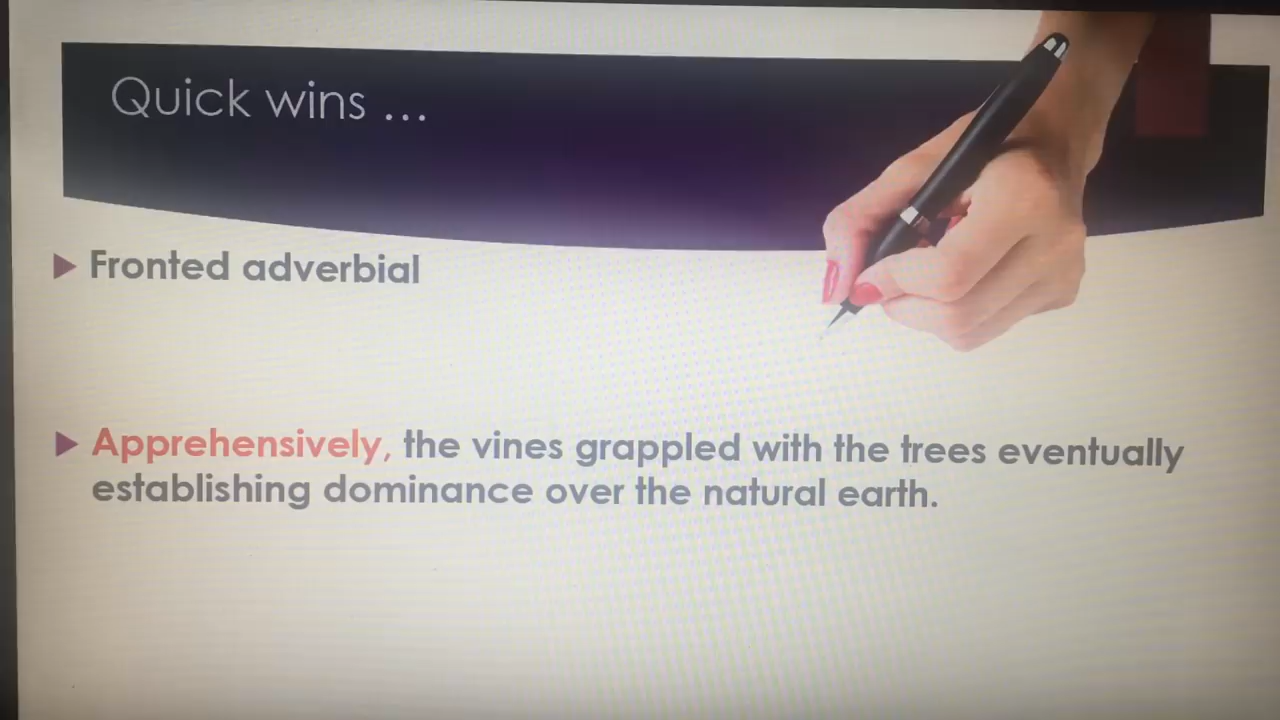 Quick wins ...
Fronted adverbial
Apprehensively, the vines grappled with the trees eventually
establishing dominance over the natural earth.